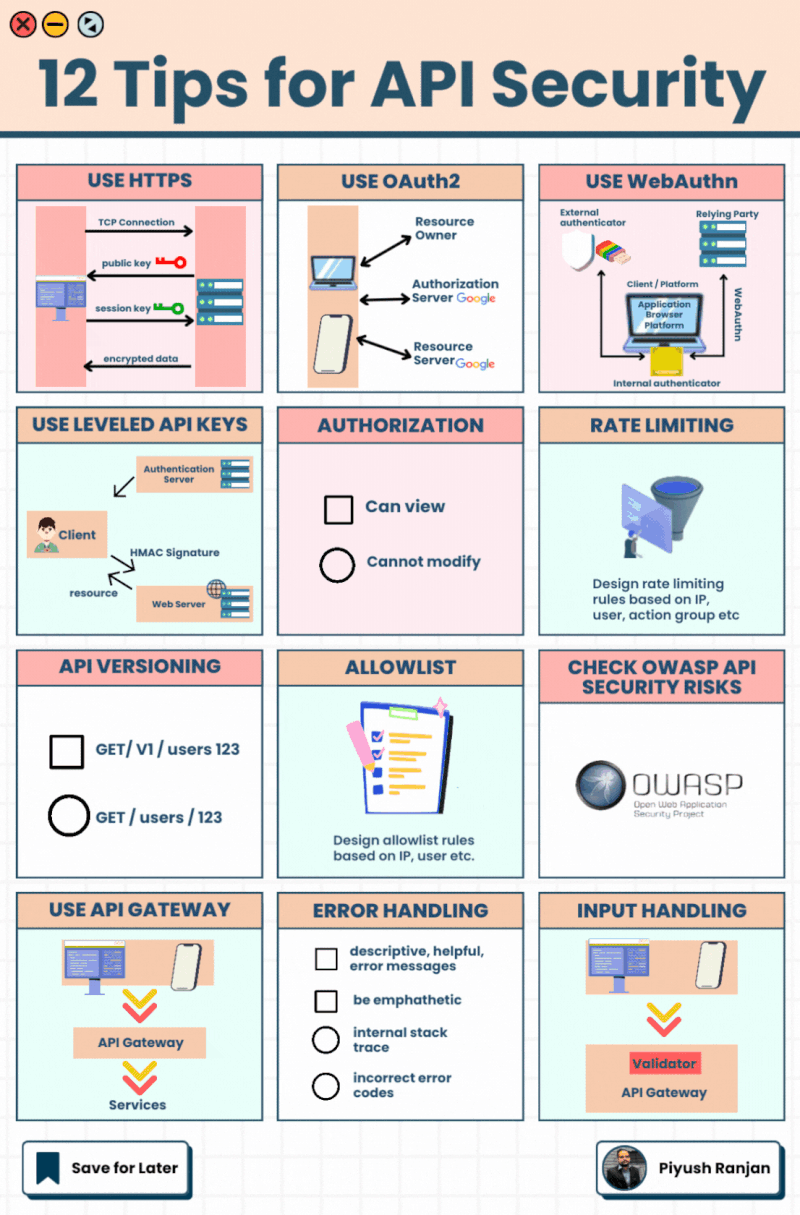 12 Tips for API Security
USE HTTPS
TCP Connection
public key
session key
encrypted data
USE OAuth2
Resource
Owner
Authorization
Server Google
Resource
Server Google
USE WebAuthn
External
authenticator
Relying Party
Client / Platform
Application
Browser
Platform
WebAuthn
Internal authenticator
USE LEVELED API KEYS
Authentication
Server
Client
HMAC Signature
resource
Web Server
AUTHORIZATION
Can view
Cannot modify
RATE LIMITING
Design rate limiting
rules based on IP,
user, action group etc
API VERSIONING
GET/ V1 / users 123
GET / users / 123
ALLOWLIST
Design allowlist rules
based on IP, user etc.
CHECK OWASP API
SECURITY RISKS
OWASP
Open Web Application
Security Project
USE API GATEWAY
API Gateway
Services
ERROR HANDLING
descriptive, helpful,
error messages
be emphathetic
internal stack
trace
incorrect error
codes
INPUT HANDLING
Validator
API Gateway
Save for Later
Piyush Ranjan